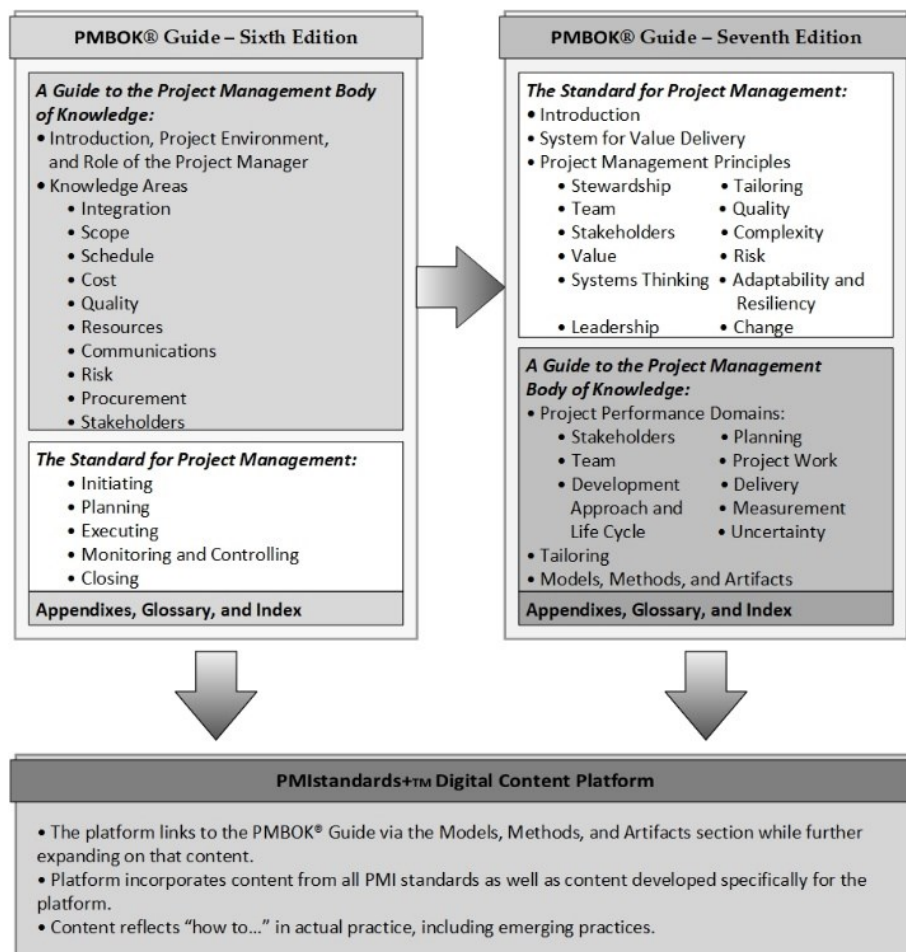 PMBOK® Guide – Sixth Edition
A Guide to the Project Management Body
of Knowledge:
• Introduction, Project Environment,
and Role of the Project Manager
• Knowledge Areas
• Integration
• Scope
• Schedule
• Cost
• Quality
• Resources
• Communications
• Risk
• Procurement
• Stakeholders
The Standard for Project Management:
• Initiating
• Planning
• Executing
• Monitoring and Controlling
• Closing
Appendixes, Glossary, and Index
PMBOK® Guide – Seventh Edition
The Standard for Project Management:
• Introduction
• System for Value Delivery
• Project Management Principles
• Stewardship
• Team
• Stakeholders
• Value
• Systems Thinking
• Leadership
• Tailoring
• Quality
• Complexity
• Risk
• Adaptability and
Resiliency
• Change
A Guide to the Project Management
Body of Knowledge:
• Project Performance Domains:
• Stakeholders
• Team
• Development
Approach and
Life Cycle
• Planning
• Project Work
• Delivery
• Measurement
• Uncertainty
• Tailoring
• Models, Methods, and Artifacts
Appendixes, Glossary, and Index
PMIstandards+TM Digital Content Platform
• The platform links to the PMBOK® Guide via the Models, Methods, and Artifacts section while further
expanding on that content.
• Platform incorporates content from all PMI standards as well as content developed specifically for the
platform.
• Content reflects “how to...” in actual practice, including emerging practices.